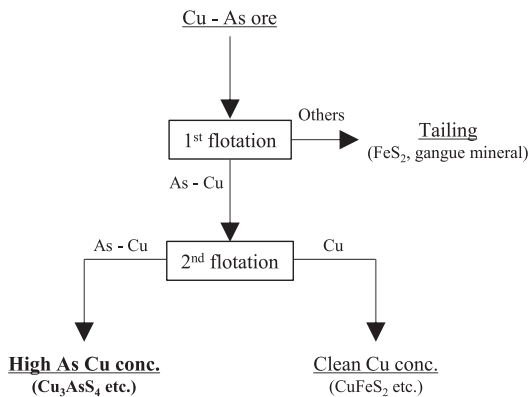 Cu - As ore
Others
1st flotation
Tailing
(FeS₂, gangue mineral)
As - Cu
As - Cu
Cu
2nd flotation
High As Cu conc.
(Cu₃AsS₄ etc.)
Clean Cu conc.
(CuFeS₂ etc.)